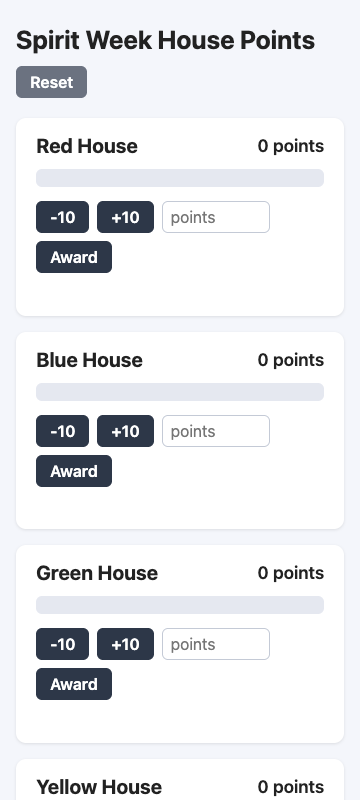 Spirit Week House Points
Reset
Red House 0 points
-10 +10 points
Award
Blue House 0 points
-10 +10 points
Award
Green House 0 points
-10 +10 points
Award
Yellow House 0 points